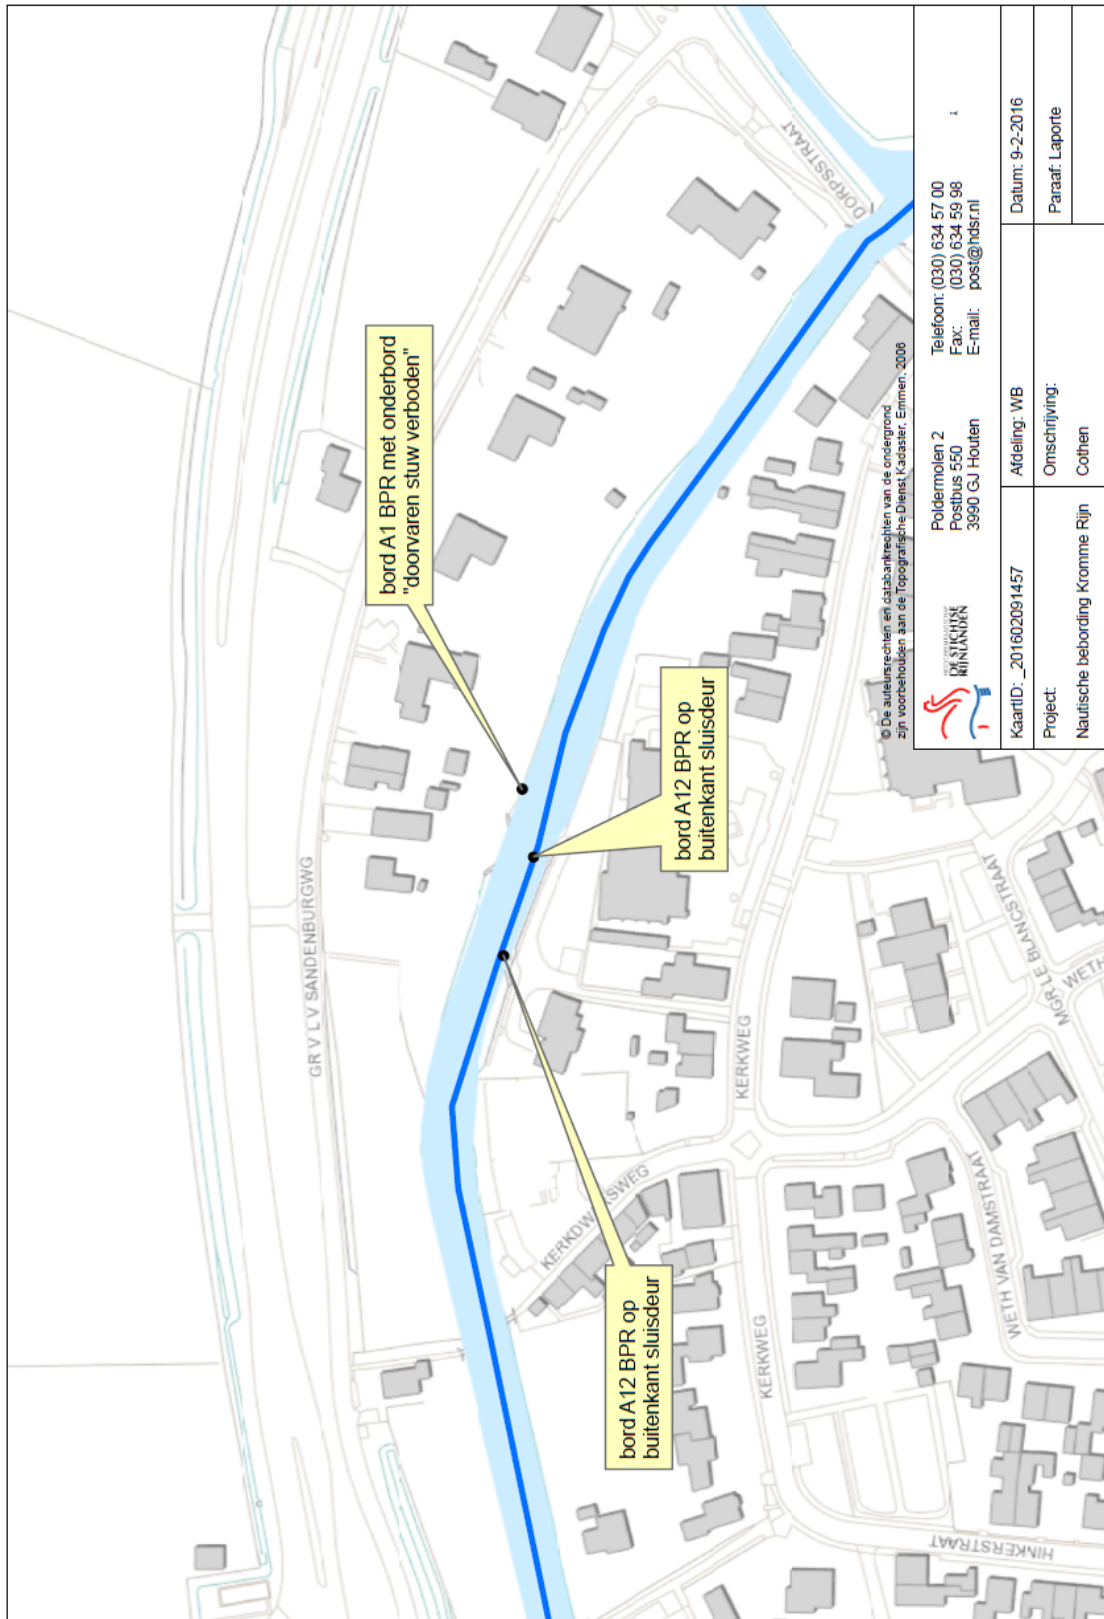 bord A1 BPR met onderbord
"doorvaren stuw verboden"
bord A12 BPR op
buitenkant sluisdeur
bord A12 BPR op
buitenkant sluisdeur
GR V L V SANDENBURGWG
DORPSSTRAAT
KERKWEG
KERKWEG
MGR LE BLANCSTRAAT
WETH
WETH VAN DAMSTRAAT
HINKERSTRAAT
© De auteursrechten en databankrechten van de ondergrond
zijn voorbehouden aan de Topografische Dienst Kadaster, Emmen, 2006
DE STICHTSE
RIJNLANDEN
Poldermolen 2
Postbus 550
3990 GJ Houten
Telefoon: (030) 634 57 00
Fax: (030) 634 59 98
E-mail: post@hdsr.nl
KaartID: _201602091457
Afdeling: WB
Datum: 9-2-2016
Project:
Nautische bebording Kromme Rijn
Omschrijving:
Cothen
Paraaf: Laporte